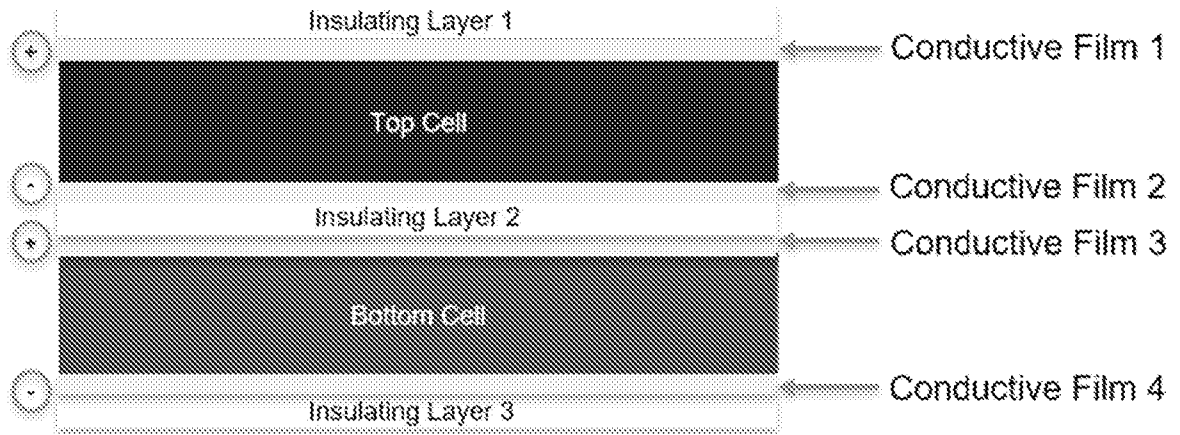 Insulating Layer 1
+
Conductive Film 1
Top Cell
-
Conductive Film 2
Insulating Layer 2
+
Conductive Film 3
Bottom Cell
-
Conductive Film 4
Insulating Layer 3